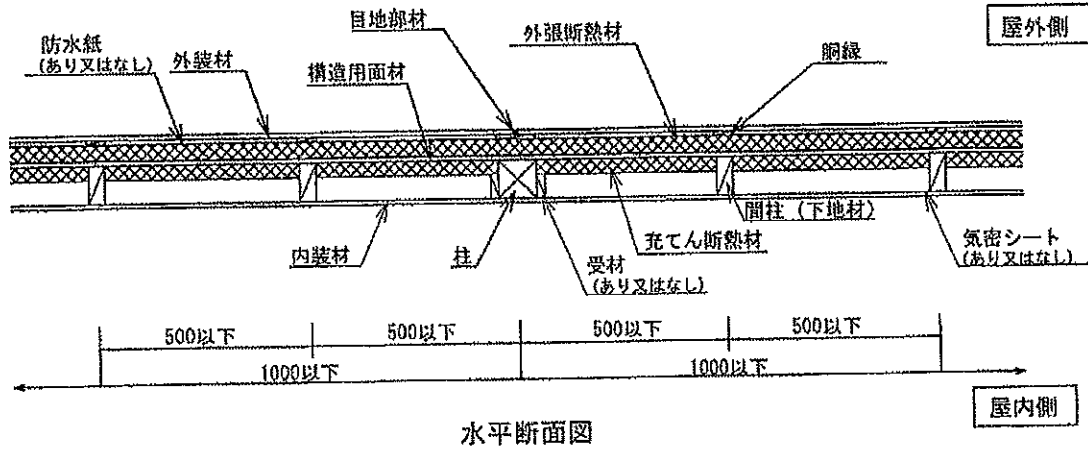 屋外側
目地部材
防水紙
(あり又はなし)
外装材
構造用面材
外張断熱材
胴縁
間柱（下地材）
内装材
柱
受材
(あり又はなし)
充てん断熱材
気密シート
(あり又はなし)
500以下
500以下
500以下
500以下
1000以下
1000以下
屋内側
水平断面図